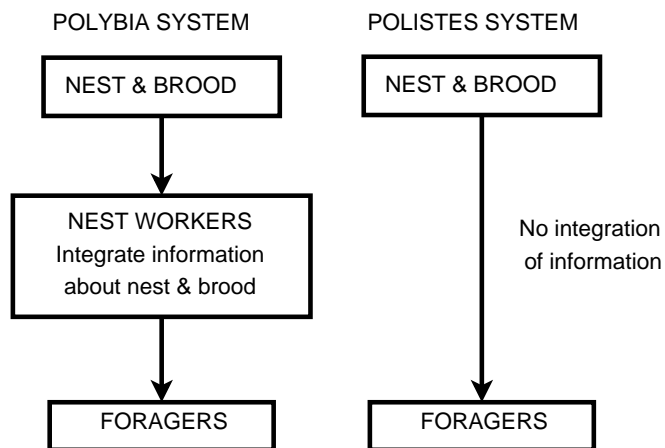 POLYBIA SYSTEM
NEST & BROOD
NEST WORKERS
Integrate information
about nest & brood
FORAGERS
POLISTES SYSTEM
NEST & BROOD
No integration
of information
FORAGERS